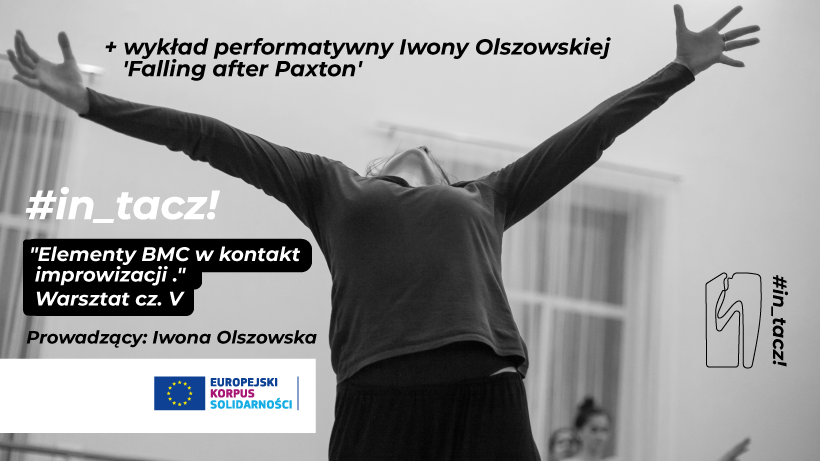 + wykład performatywny Iwony Olszowskiej
'Falling after Paxton'
#in_tacz!
"Elementy BMC w kontakt
improwizacji ."
Warsztat cz. V
Prowadzący: Iwona Olszowska
EUROPEJSKI
KORPUS
SOLIDARNOŚCI
#in_tacz!